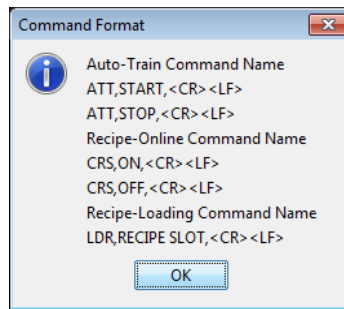 Command Format
Auto-Train Command Name
ATT,START,<CR><LF>
ATT,STOP,<CR><LF>
Recipe-Online Command Name
CRS,ON,<CR><LF>
CRS,OFF,<CR><LF>
Recipe-Loading Command Name
LDR,RECIPE SLOT,<CR><LF>
OK